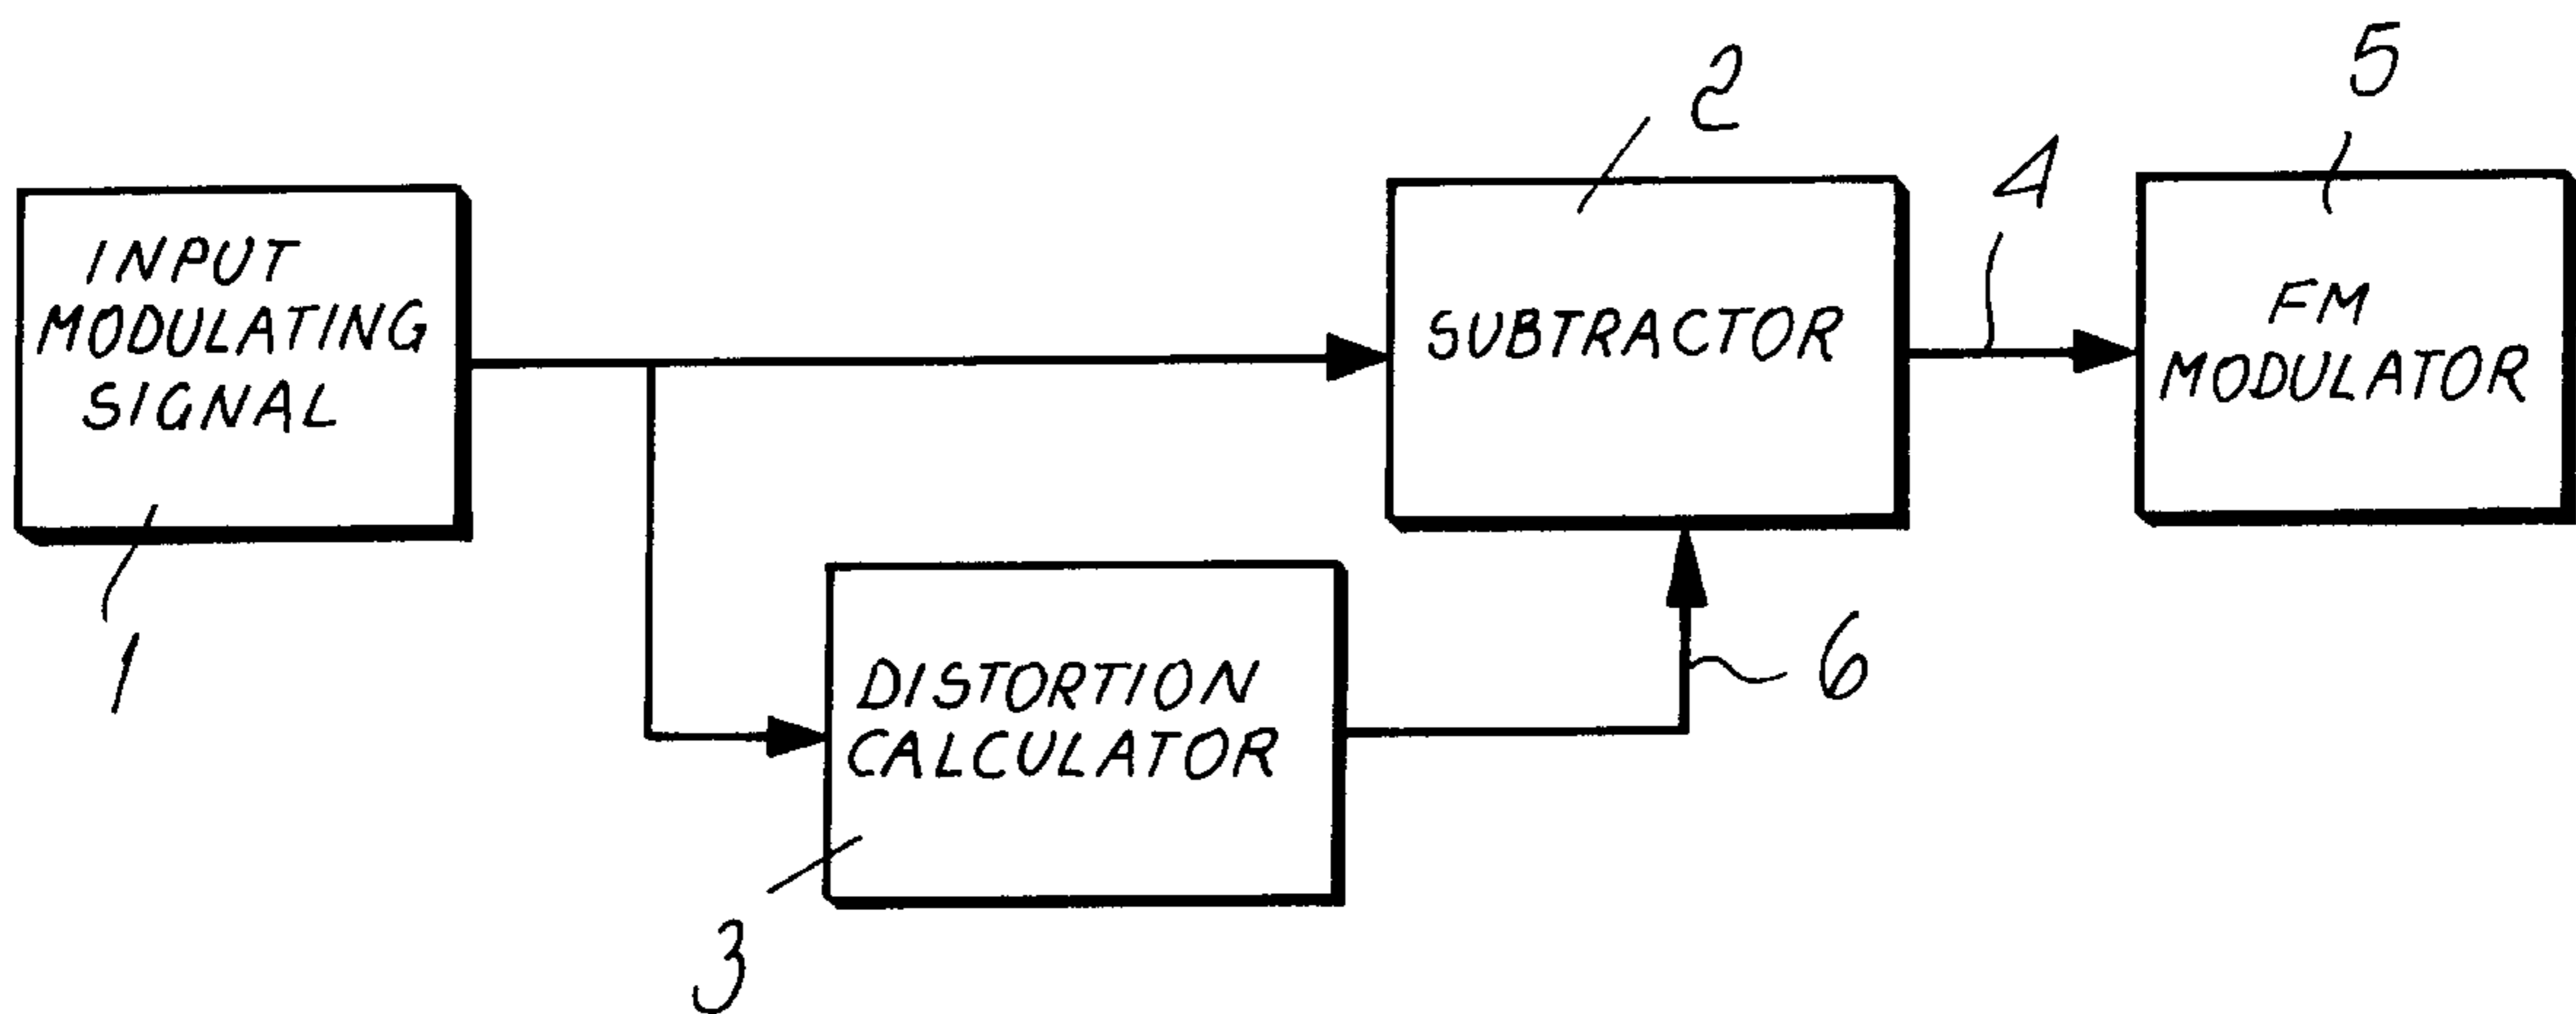 2
5
4
INPUT
MODULATING
SIGNAL
SUBTRACTOR
FM
MODULATOR
1
DISTORTION
CALCULATOR
6
3